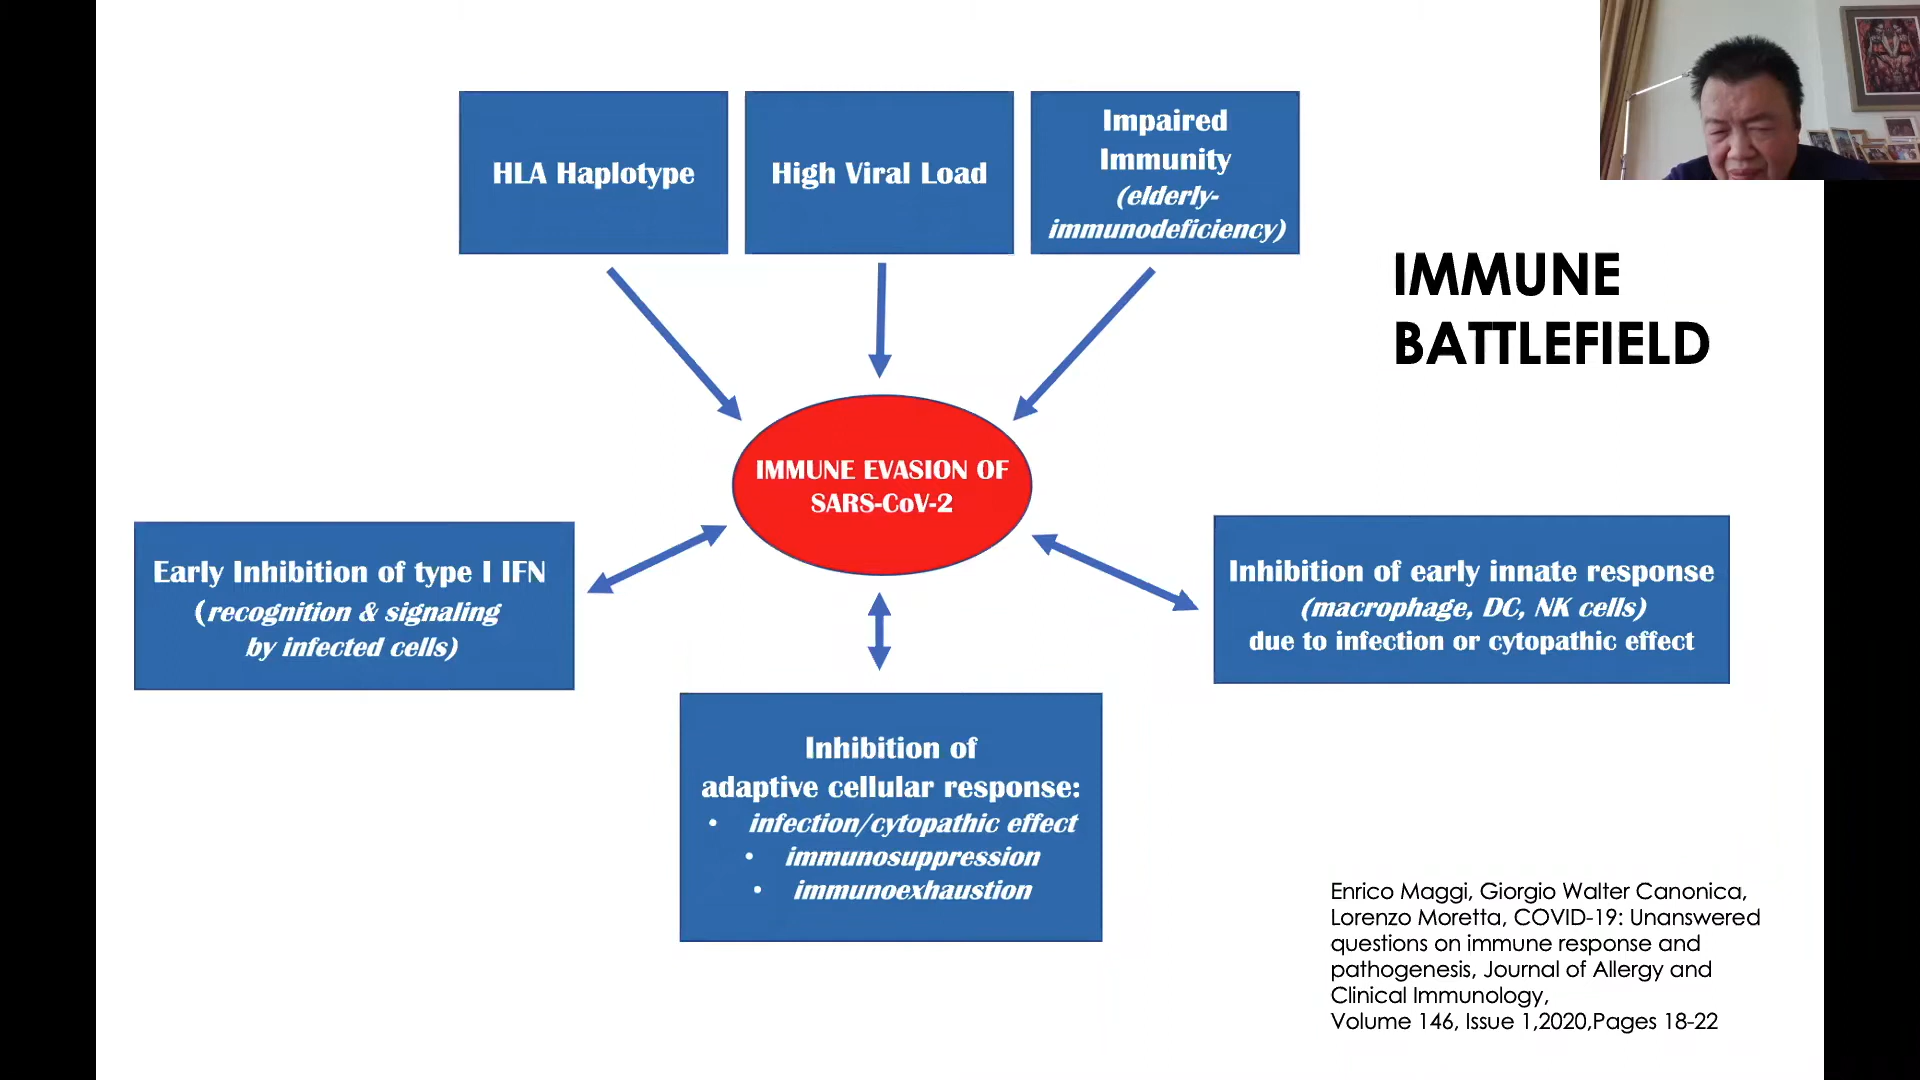 HLA Haplotype
High Viral Load
Impaired
Immunity
(elderly-
immunodeficiency)
IMMUNE
BATTLEFIELD
IMMUNE EVASION OF
SARS-CoV-2
Early Inhibition of type I IFN
(recognition & signaling
by infected cells)
Inhibition of early innate response
(macrophage, DC, NK cells)
due to infection or cytopathic effect
Inhibition of
adaptive cellular response:
• infection/cytopathic effect
• immunosuppression
• immunoexhaustion
Enrico Maggi, Giorgio Walter Canonica,
Lorenzo Moretta, COVID-19: Unanswered
questions on immune response and
pathogenesis, Journal of Allergy and
Clinical Immunology,
Volume 146, Issue 1,2020,Pages 18-22